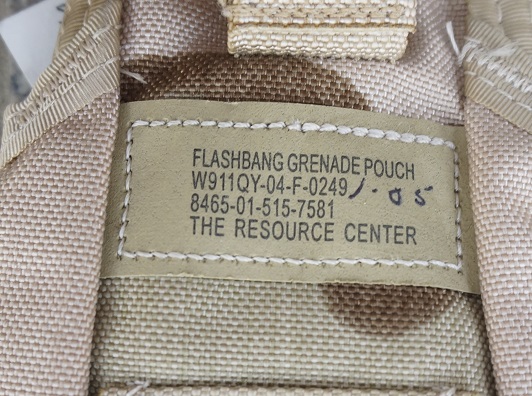 FLASHBANG GRENADE POUCH
W911QY-04-F-0249 1-05
8465-01-515-7581
THE RESOURCE CENTER